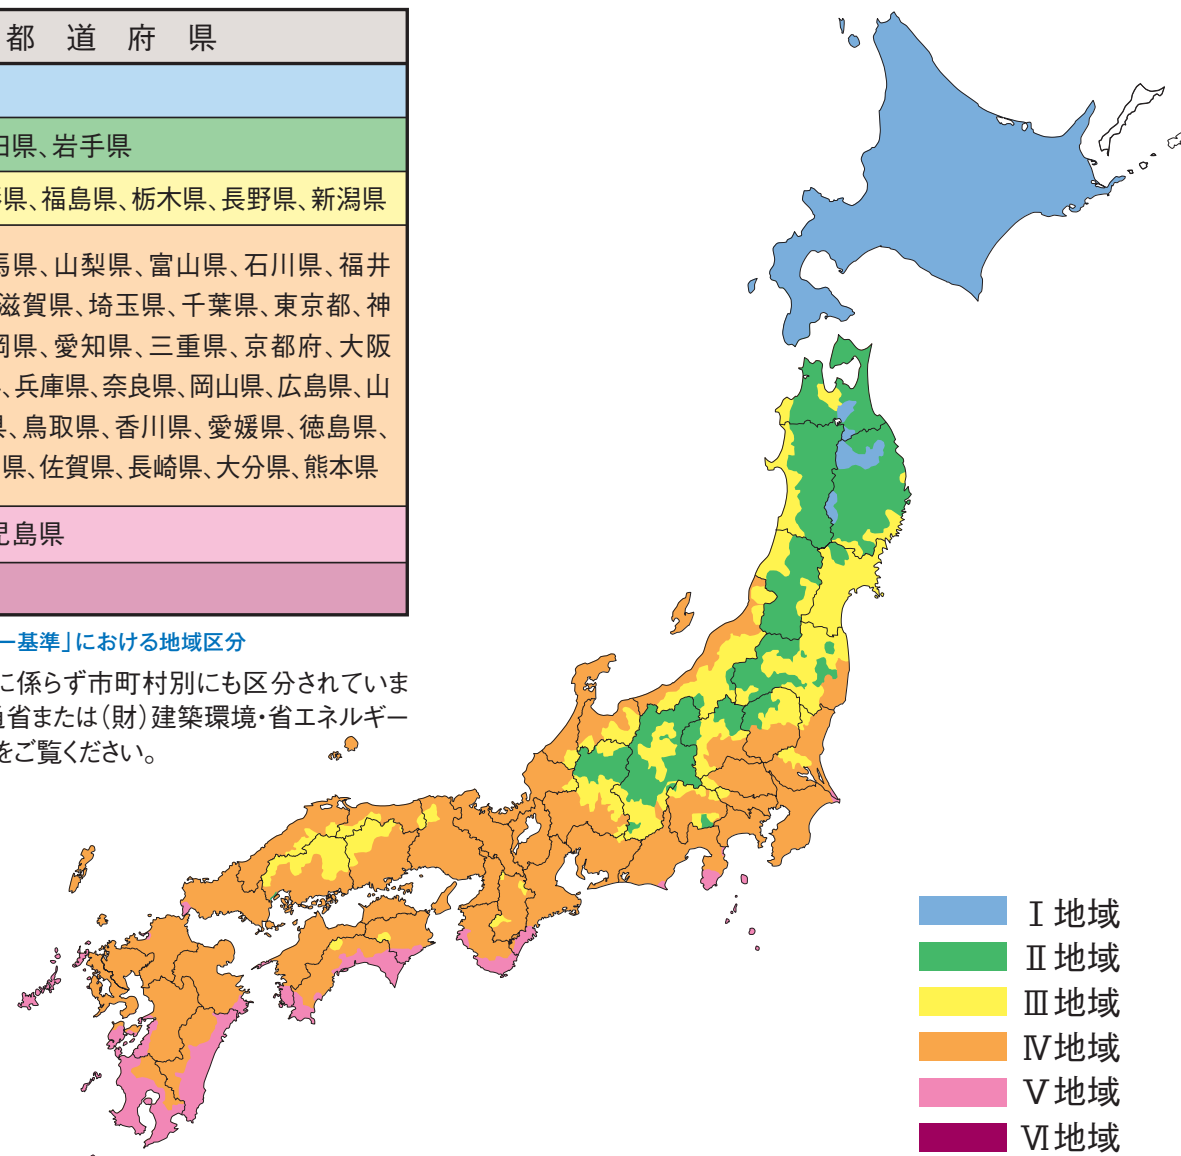 都道府県
田県、岩手県
県、福島県、栃木県、長野県、新潟県
馬県、山梨県、富山県、石川県、福井
滋賀県、埼玉県、千葉県、東京都、神
岡県、愛知県、三重県、京都府、大阪
、兵庫県、奈良県、岡山県、広島県、山
県、鳥取県、香川県、愛媛県、徳島県、
県、佐賀県、長崎県、大分県、熊本県
児島県
ー基準」における地域区分
に係らず市町村別にも区分されていま
省または(財)建築環境・省エネルギー
をご覧ください。
Ⅰ地域
Ⅱ地域
Ⅲ地域
Ⅳ地域
Ⅴ地域
Ⅵ地域